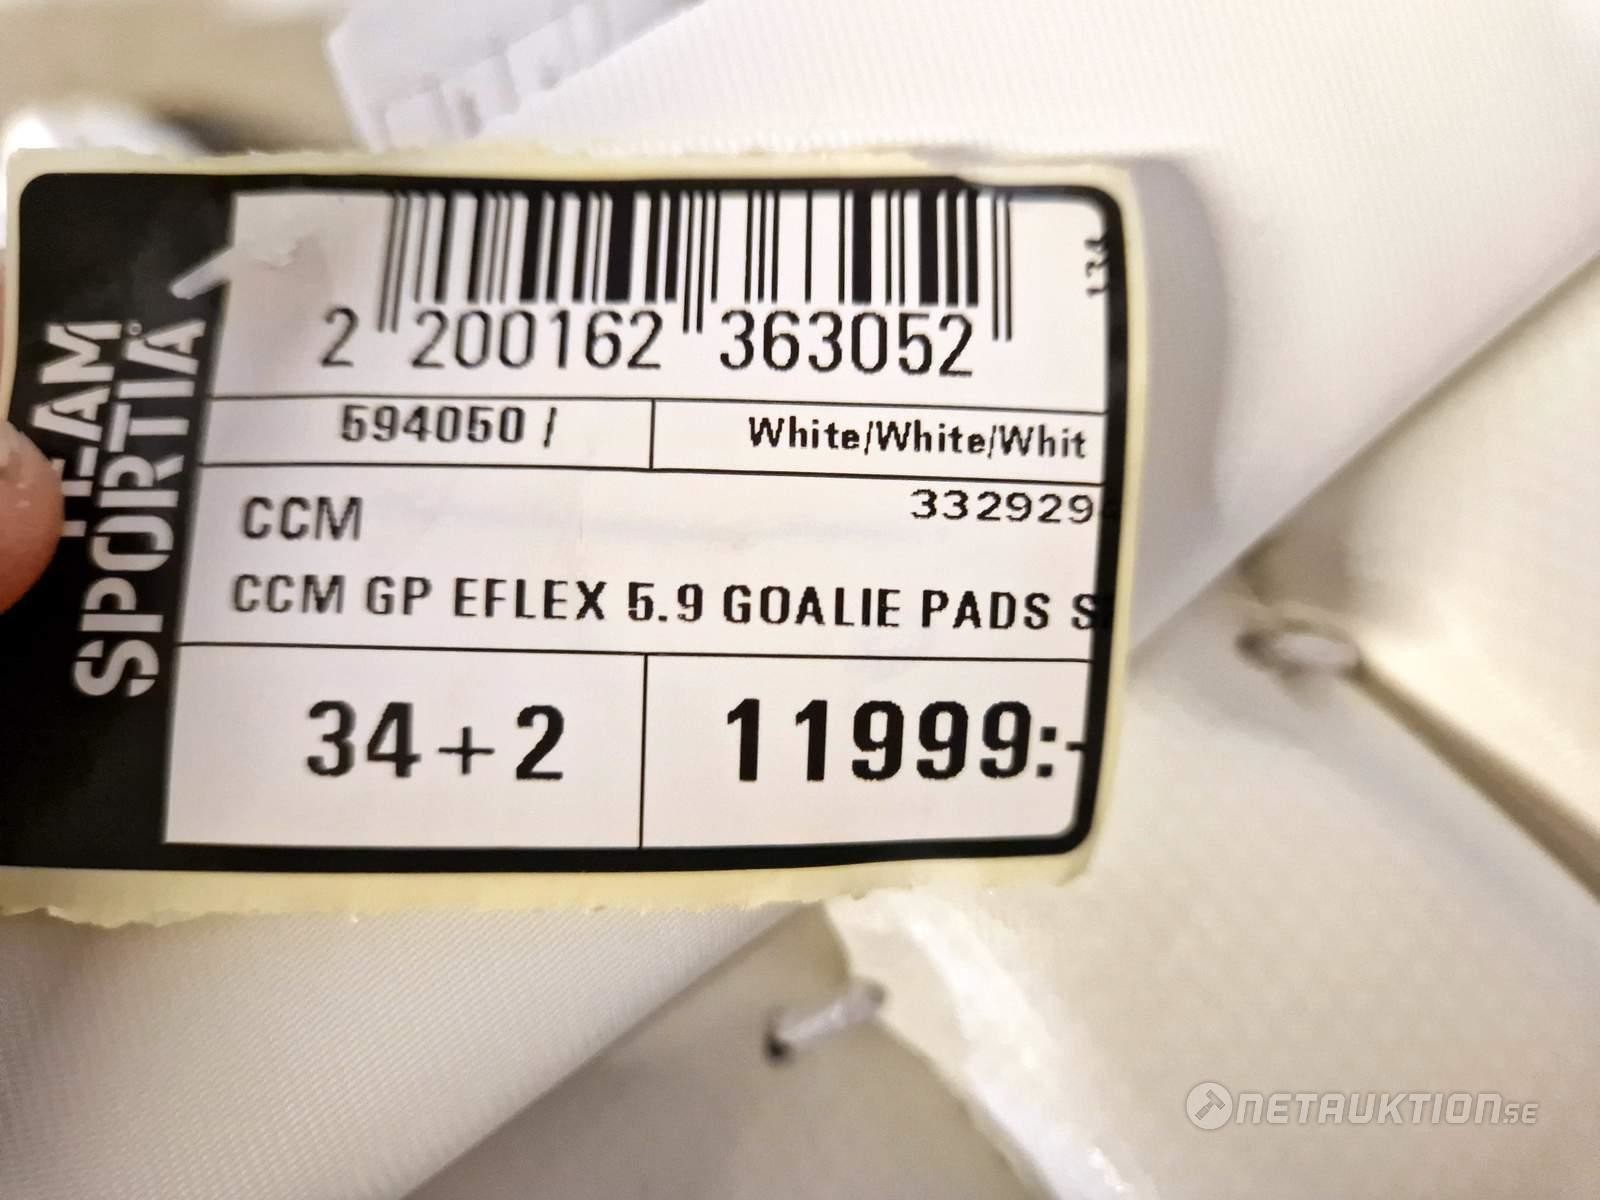 TEAM
SPORTIA
2 200162 363052
594050 /
White/White/Whit
CCM
332929
CCM GP EFLEX 5.9 GOALIE PADS S
34+2
11999:-
NETAUKTION.SE